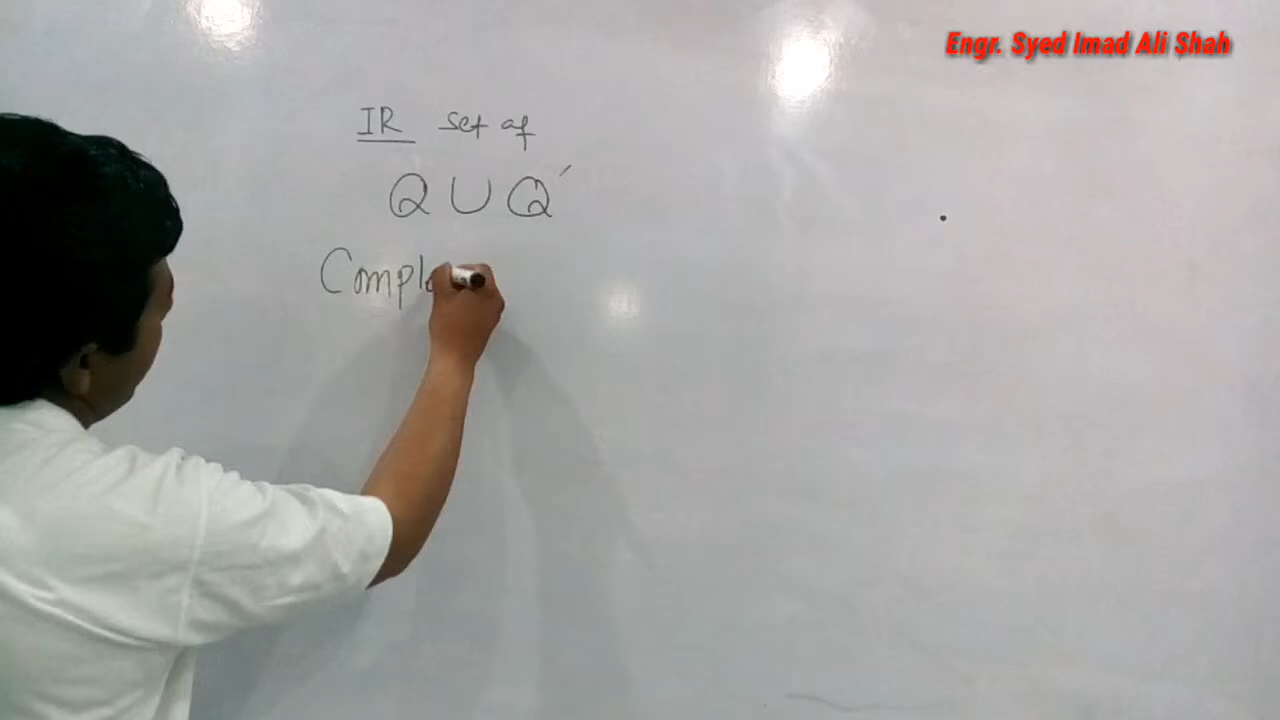 Engr. Syed Imad Ali Shah
IR set of
Q U Q′
Compl